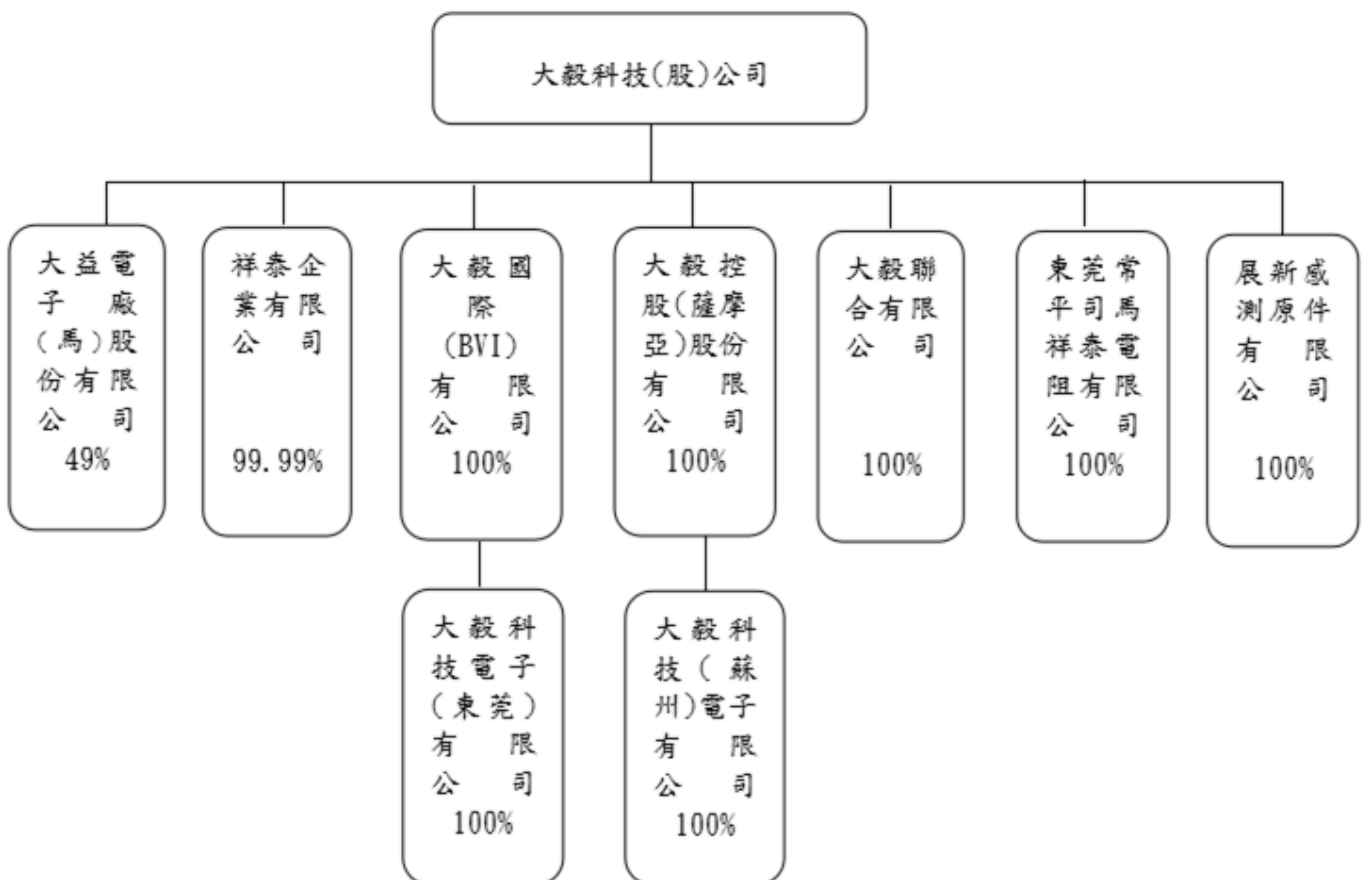 大毅科技(股)公司
大益電
子廠
(馬)股
份有限
公司
49%
祥泰企
業有限
公司
99.99%
大毅國
際
(BVI)
有限
公司
100%
大毅控
股(薩摩
亞)股份
有限
公司
100%
大毅聯
合有限
公司
100%
東莞常
平司馬
祥泰電
阻有限
公司
100%
展新感
測原件
有限
公司
100%
大毅科
技電子
(東莞)
有限
公司
100%
大毅科
技(蘇
州)電子
有限
公司
100%